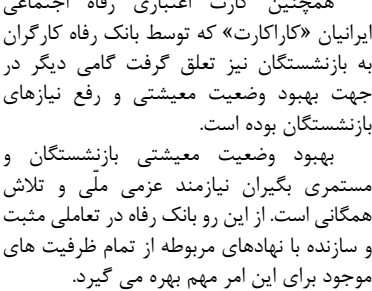 همچنین کارت اعتباری رفاه اجتماعی
ایرانیان «کاراکارت» که توسط بانک رفاه کارگران
به بازنشستگان نیز تعلق گرفت گامی دیگر در
جهت بهبود وضعیت معیشتی و رفع نیازهای
بازنشستگان بوده است.
بهبود وضعیت معیشتی بازنشستگان و
مستمری بگیران نیازمند عزمی ملّی و تلاش
همگانی است. از این رو بانک رفاه در تعاملی مثبت
و سازنده با نهادهای مربوطه از تمام ظرفیت های
موجود برای این امر مهم بهره می گیرد.